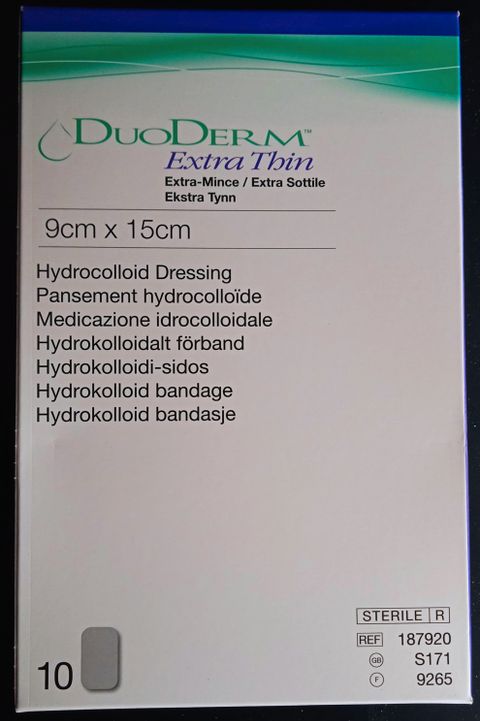 DUODERM™
Extra Thin
Extra-Mince / Extra Sottile
Ekstra Tynn
9cm x 15cm
Hydrocolloid Dressing
Pansement hydrocolloïde
Medicazione idrocolloidale
Hydrokolloidalt förband
Hydrokolloidi-sidos
Hydrokolloid bandage
Hydrokolloid bandasje
STERILE R
REF 187920
GB S171
F 9265
10